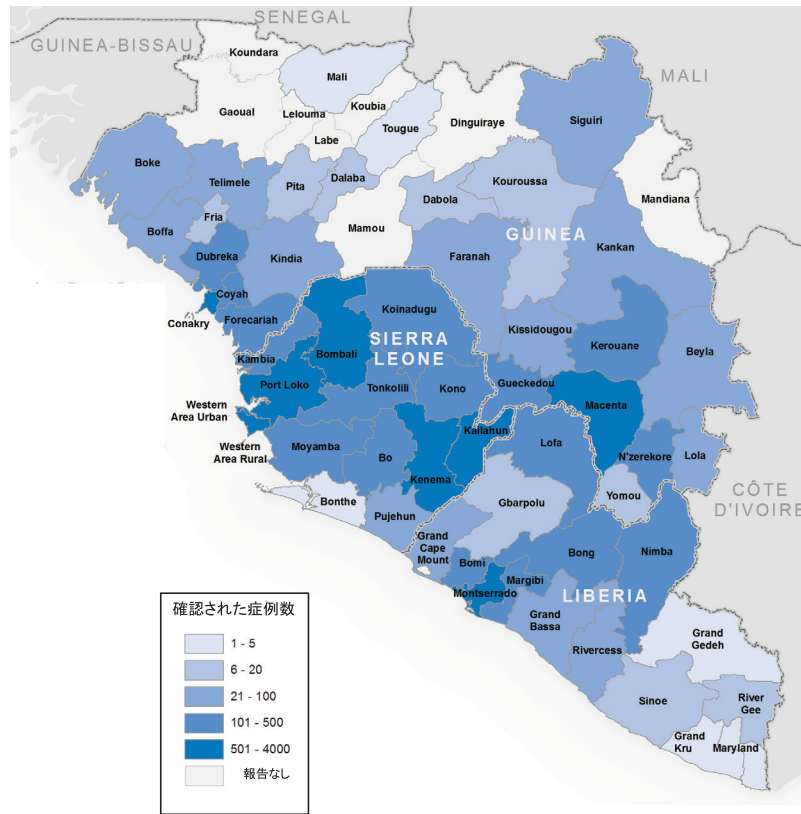 SENEGAL
GUINEA-BISSAU
Koundara
Mali
MALI
Koubia
Gaoual
Lelouma
Labe
Tougue
Dinguiraye
Siguiri
Boke
Telimele
Pita
Dalaba
Kouroussa
Dabola
Mandiana
Fria
Boffa
Mamou
GUINEA
Kankan
Dubreka
Kindia
Faranah
Coyah
Koinadugu
Forecariah
Conakry
Kissidougou
SIERRA
LEONE
Kerouane
Beyla
Kambia
Bombali
Port Loko
Tonkolili
Kono
Gueckedou
Macenta
Western
Area Urban
Kailahun
Lofa
Western
Area Rural
Moyamba
Bo
N'zerekore
Lola
Kenema
Yomou
Gbarpolu
CÔTE
D'IVOIRE
Bonthe
Pujehun
Grand
Cape
Mount
Bomi
Bong
Nimba
Margibi
Montserrado
LIBERIA
Grand
Bassa
Rivercess
Grand
Gedeh
Sinoe
River
Gee
Grand
Kru
Maryland
確認された症例数
1 - 5
6 - 20
21 - 100
101 - 500
501 - 4000
報告なし